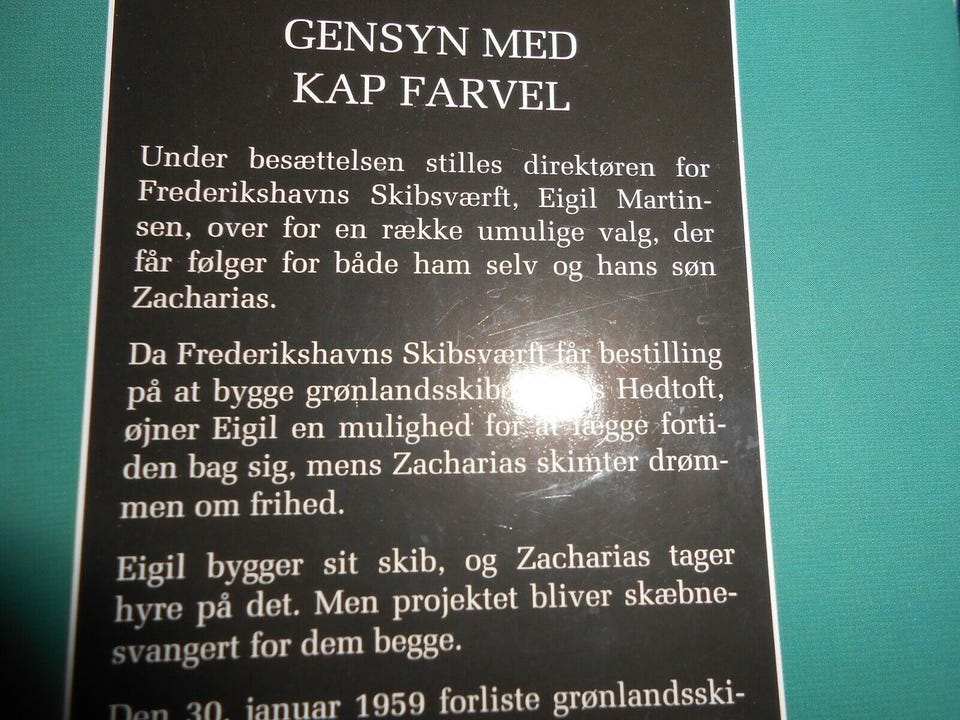 GENSYN MED
KAP FARVEL
Under besættelsen stilles direktøren for
Frederikshavns Skibsværft, Eigil Martin-
sen, over for en række umulige valg, der
får følger for både ham selv og hans søn
Zacharias.
Da Frederikshavns Skibsværft får bestilling
på at bygge Hedtoft,
øjner Eigil en mulighed for at lægge forti-
den bag sig, mens Zacharias skimter drøm-
men om frihed.
Eigil bygger sit skib, og Zacharias tager
hyre på det. Men projektet bliver skæbne-
svangert for dem begge.
Den 30. januar 1959 forliste grønlandsski-